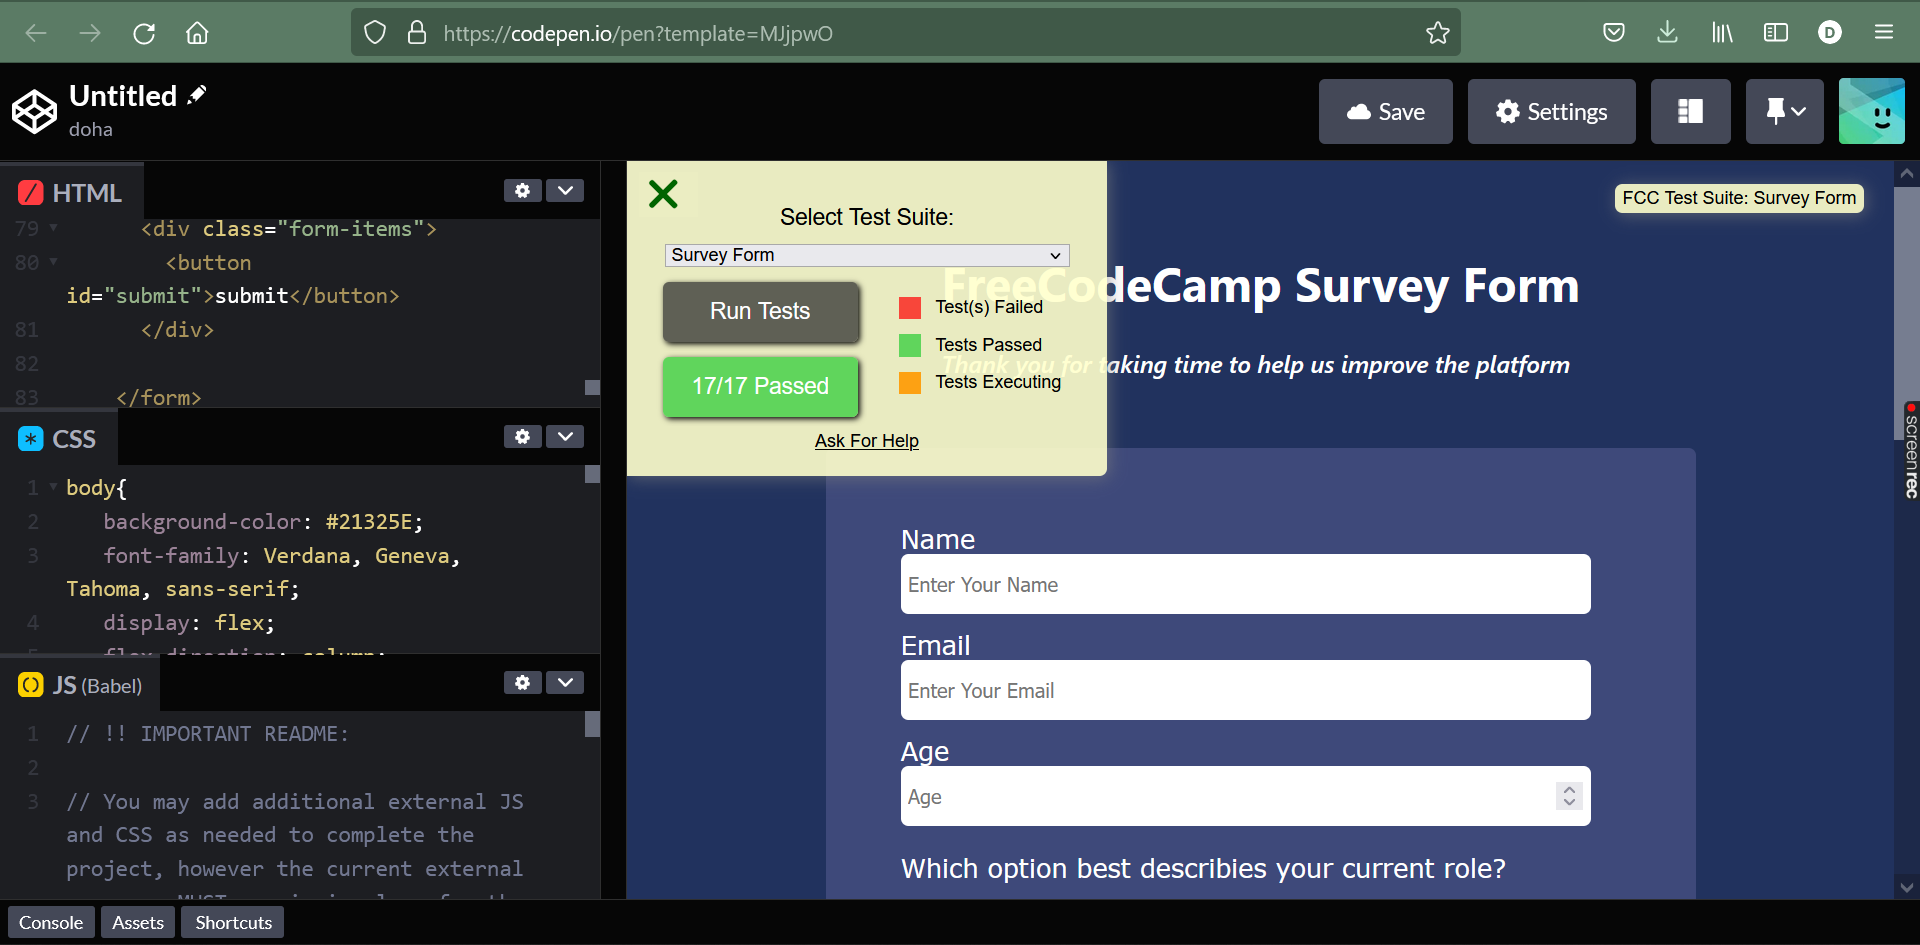 https://codepen.io/pen?template=MJjpwO
D
Untitled
doha
Save
Settings
HTML
79 <div class="form-items">
80 <button
id="submit">submit</button>
81 </div>
82
83 </form>
CSS
1 body{
2 background-color: #21325E;
3 font-family: Verdana, Geneva,
Tahoma, sans-serif;
4 display: flex;
5 flex-direction: column;
JS (Babel)
1 // !! IMPORTANT README:
2
3 // You may add additional external JS
and CSS as needed to complete the
project, however the current external
Console
Assets
Shortcuts
Select Test Suite:
Survey Form
Run Tests
17/17 Passed
Test(s) Failed
Tests Passed
Tests Executing
Ask For Help
FCC Test Suite: Survey Form
FreeCodeCamp Survey Form
Thank you for taking time to help us improve the platform
Name
Enter Your Name
Email
Enter Your Email
Age
Age
Which option best describies your current role?
screenrec